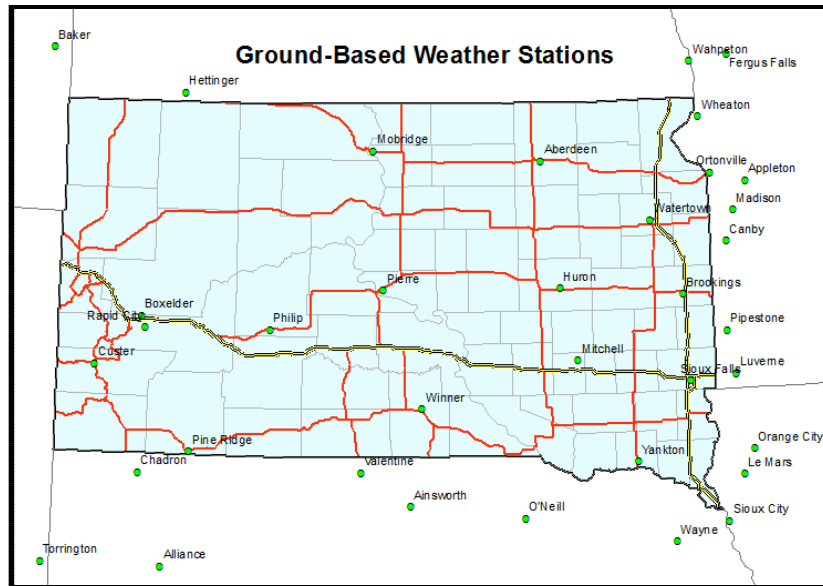 Baker
Ground-Based Weather Stations
Wahpeton
Fergus Falls
Hettinger
Wheaton
Mobridge
Aberdeen
Ortonville
Appleton
Madison
Watertown
Canby
Pierre
Huron
Brookings
Boxelder
Rapid City
Philip
Pipestone
Custer
Mitchell
Sioux Falls
Luverne
Winner
Pine Ridge
Yankton
Orange City
Chadron
Valentine
Le Mars
Ainsworth
O'Neill
Sioux City
Wayne
Torrington
Alliance